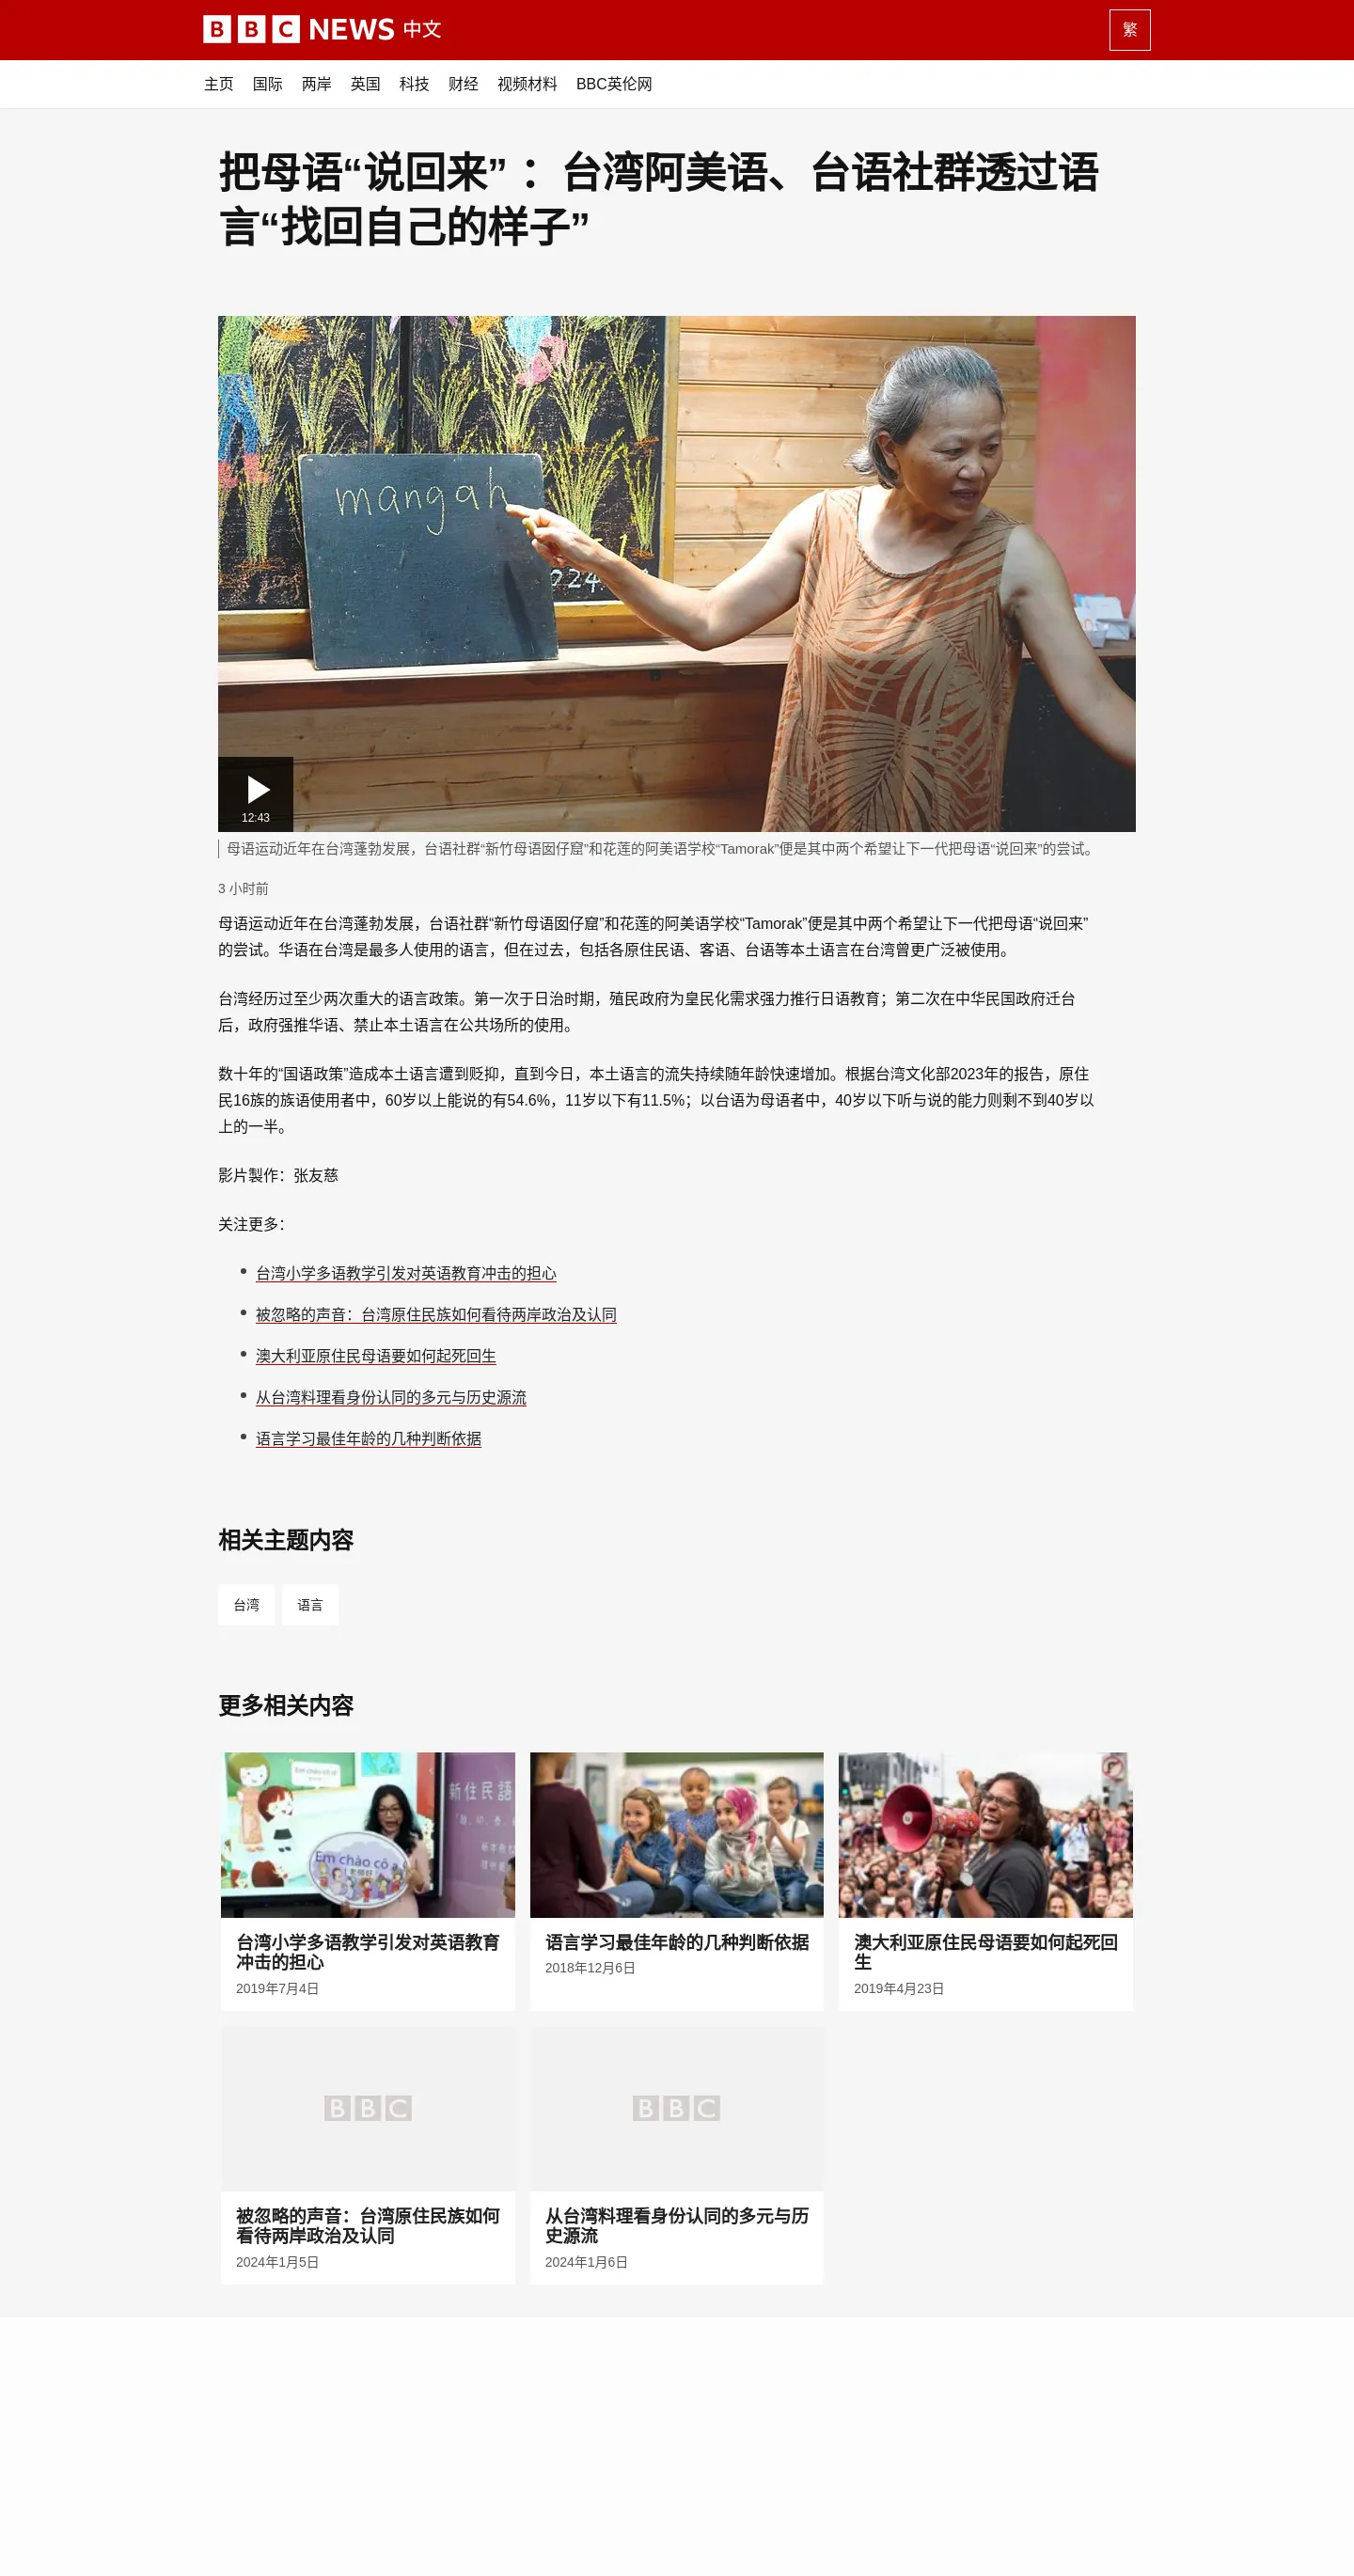 BBC NEWS 中文
繁
主页 国际 两岸 英国 科技 财经 视频材料 BBC英伦网
把母语“说回来” ：台湾阿美语、台语社群透过语
言“找回自己的样子”
mangah
224.
12:43
母语运动近年在台湾蓬勃发展，台语社群“新竹母语囡仔窟”和花莲的阿美语学校“Tamorak”便是其中两个希望让下一代把母语“说回来”的尝试。
3 小时前
母语运动近年在台湾蓬勃发展，台语社群“新竹母语囡仔窟”和花莲的阿美语学校“Tamorak”便是其中两个希望让下一代把母语“说回来”
的尝试。华语在台湾是最多人使用的语言，但在过去，包括各原住民语、客语、台语等本土语言在台湾曾更广泛被使用。
台湾经历过至少两次重大的语言政策。第一次于日治时期，殖民政府为皇民化需求强力推行日语教育；第二次在中华民国政府迁台
后，政府强推华语、禁止本土语言在公共场所的使用。
数十年的“国语政策”造成本土语言遭到贬抑，直到今日，本土语言的流失持续随年龄快速增加。根据台湾文化部2023年的报告，原住
民16族的族语使用者中，60岁以上能说的有54.6%，11岁以下有11.5%；以台语为母语者中，40岁以下听与说的能力则剩不到40岁以
上的一半。
影片製作：张友慈
关注更多：
台湾小学多语教学引发对英语教育冲击的担心
被忽略的声音：台湾原住民族如何看待两岸政治及认同
澳大利亚原住民母语要如何起死回生
从台湾料理看身份认同的多元与历史源流
语言学习最佳年龄的几种判断依据
相关主题内容
台湾 语言
更多相关内容
Em chào cô ạ
新住民語
Em chào cô ạ
台湾小学多语教学引发对英语教育
冲击的担心
2019年7月4日
语言学习最佳年龄的几种判断依据
2018年12月6日
澳大利亚原住民母语要如何起死回
生
2019年4月23日
BBC
BBC
被忽略的声音：台湾原住民族如何
看待两岸政治及认同
2024年1月5日
从台湾料理看身份认同的多元与历
史源流
2024年1月6日